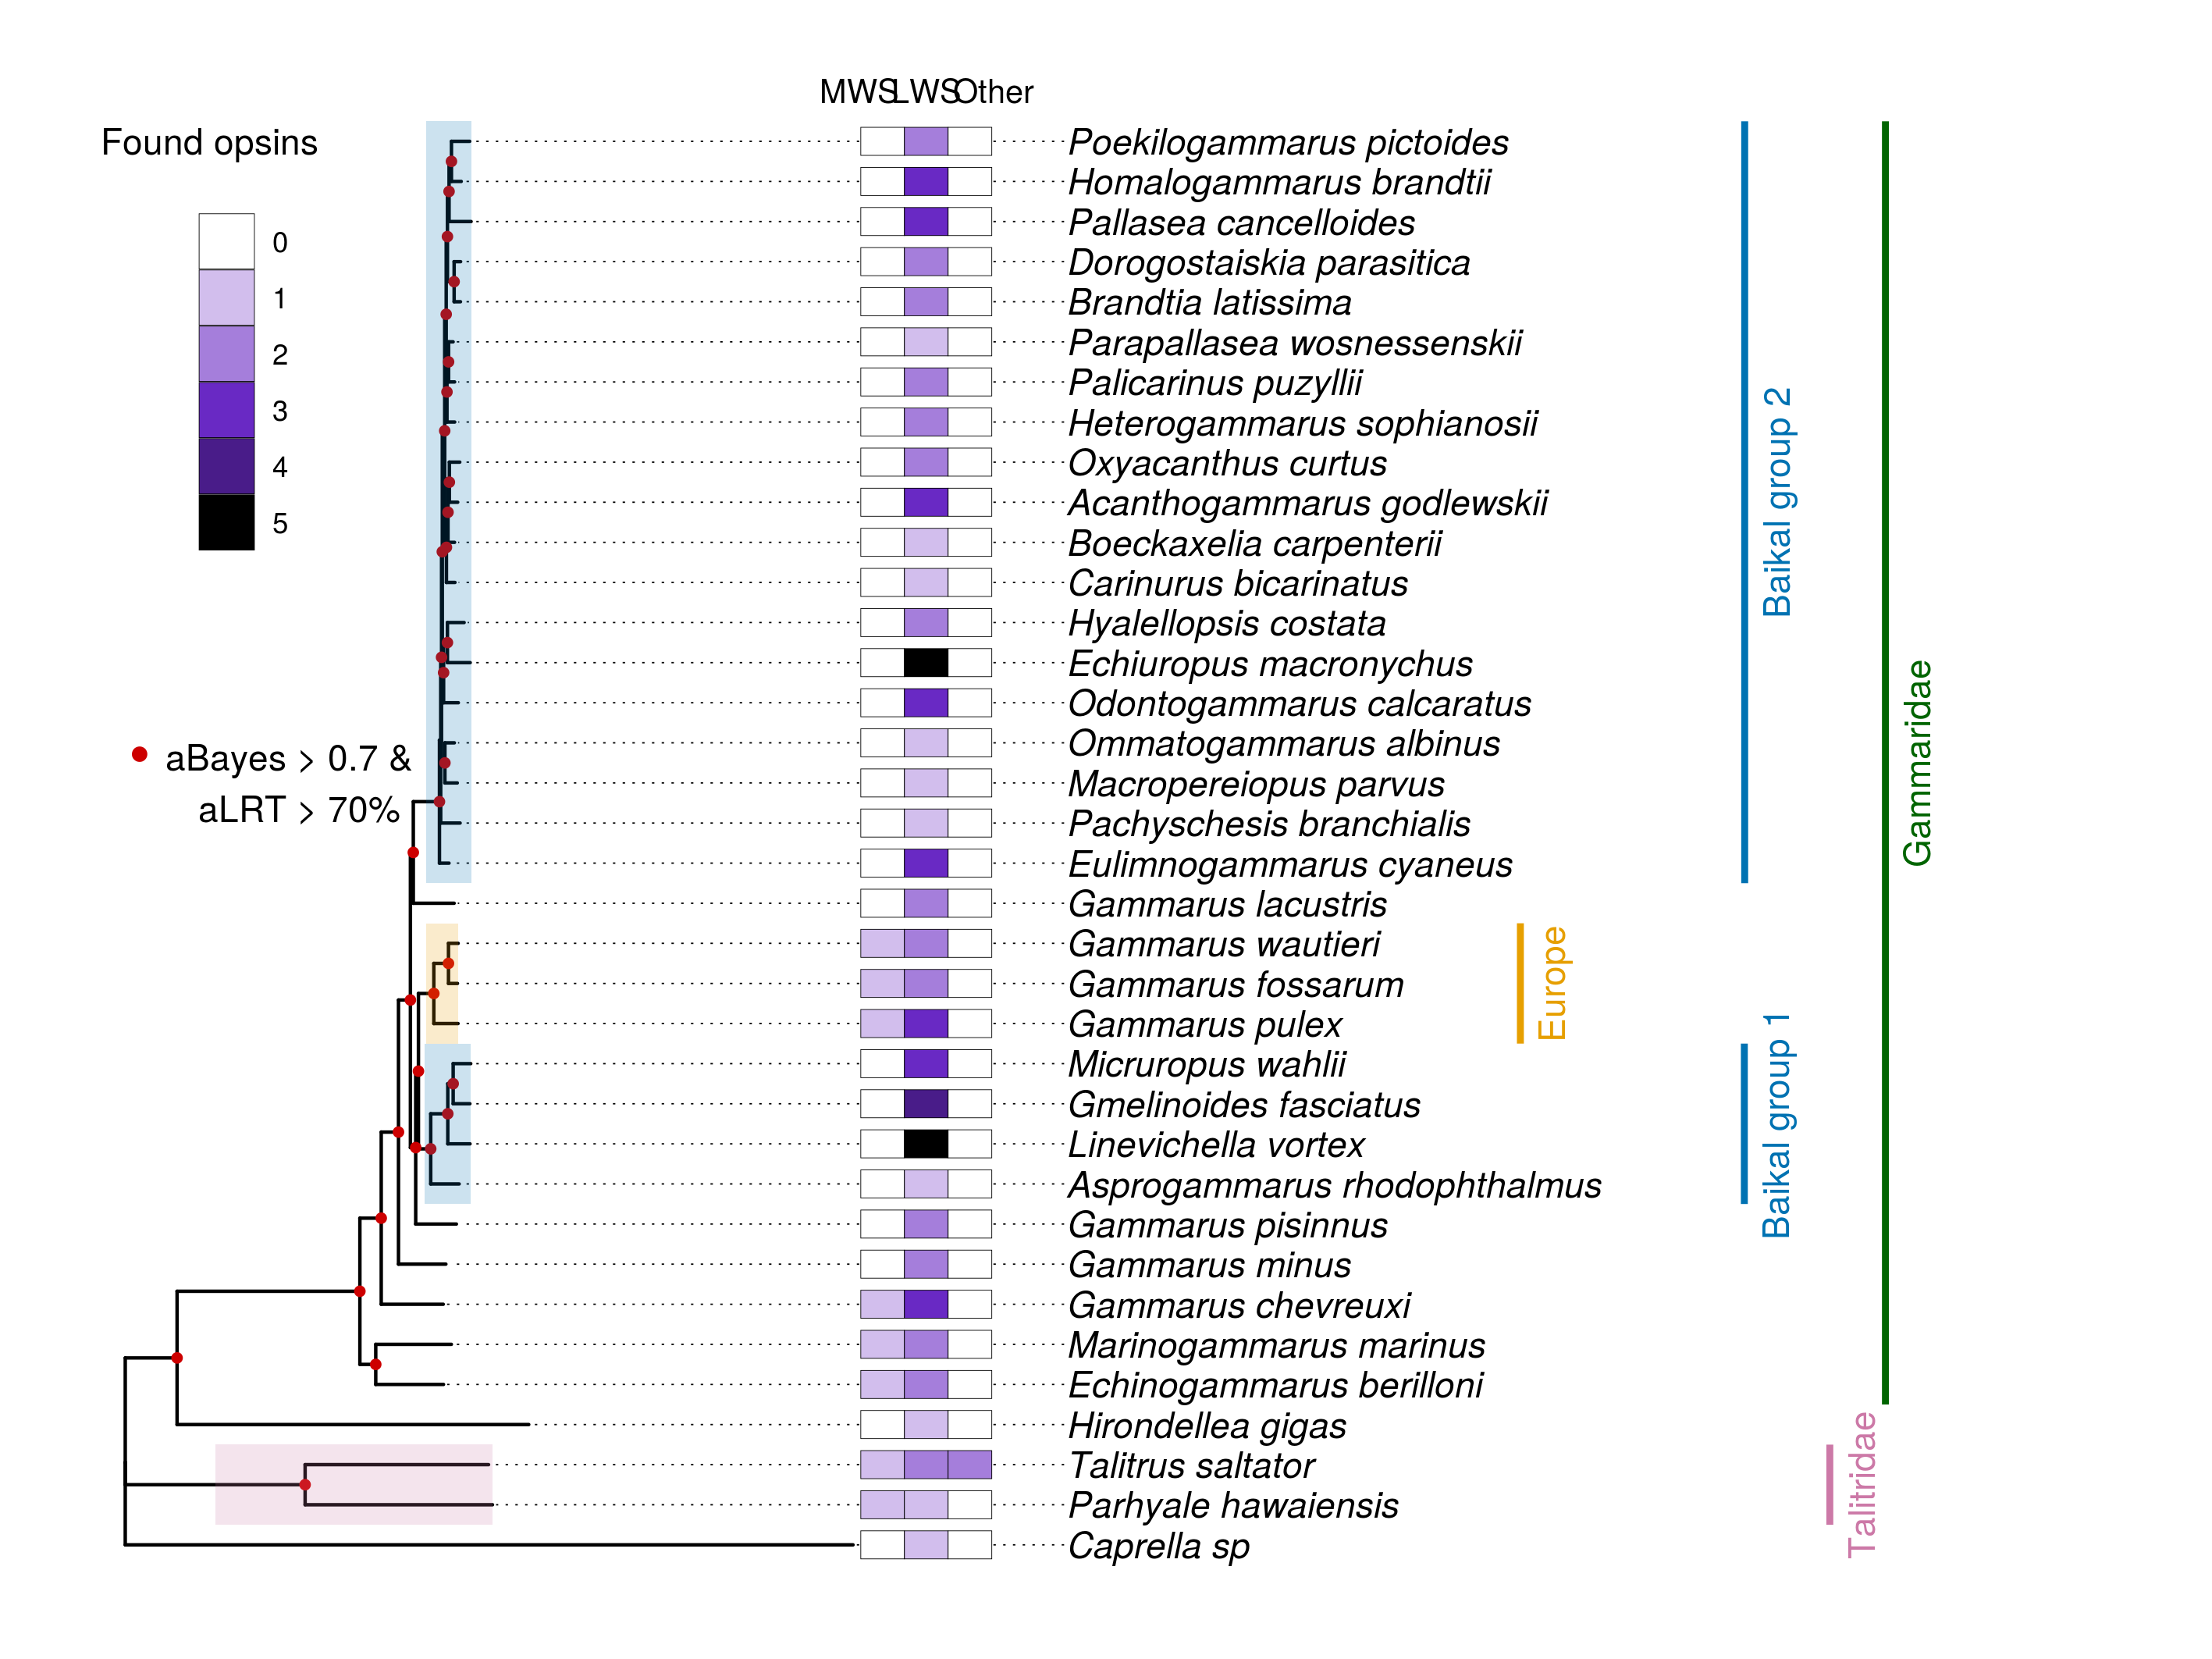 MWS LWS Other
Found opsins
0
1
2
3
4
5
aBayes > 0.7 &
aLRT > 70%
Poekilogammarus pictoides
Homalogammarus brandtii
Pallasea cancelloides
Dorogostaiskia parasitica
Brandtia latissima
Parapallasea wosnessenskii
Palicarinus puzyllii
Heterogammarus sophianosii
Oxyacanthus curtus
Acanthogammarus godlewskii
Boeckaxelia carpenterii
Carinurus bicarinatus
Hyalellopsis costata
Echiuropus macronychus
Odontogammarus calcaratus
Ommatogammarus albinus
Macropereiopus parvus
Pachyschesis branchialis
Eulimnogammarus cyaneus
Gammarus lacustris
Gammarus wautieri
Gammarus fossarum
Gammarus pulex
Micruropus wahlii
Gmelinoides fasciatus
Linevichella vortex
Asprogammarus rhodophthalmus
Gammarus pisinnus
Gammarus minus
Gammarus chevreuxi
Marinogammarus marinus
Echinogammarus berilloni
Hirondellea gigas
Talitrus saltator
Parhyale hawaiensis
Caprella sp
Europe
Baikal group 2
Baikal group 1
Gammaridae
Talitridae